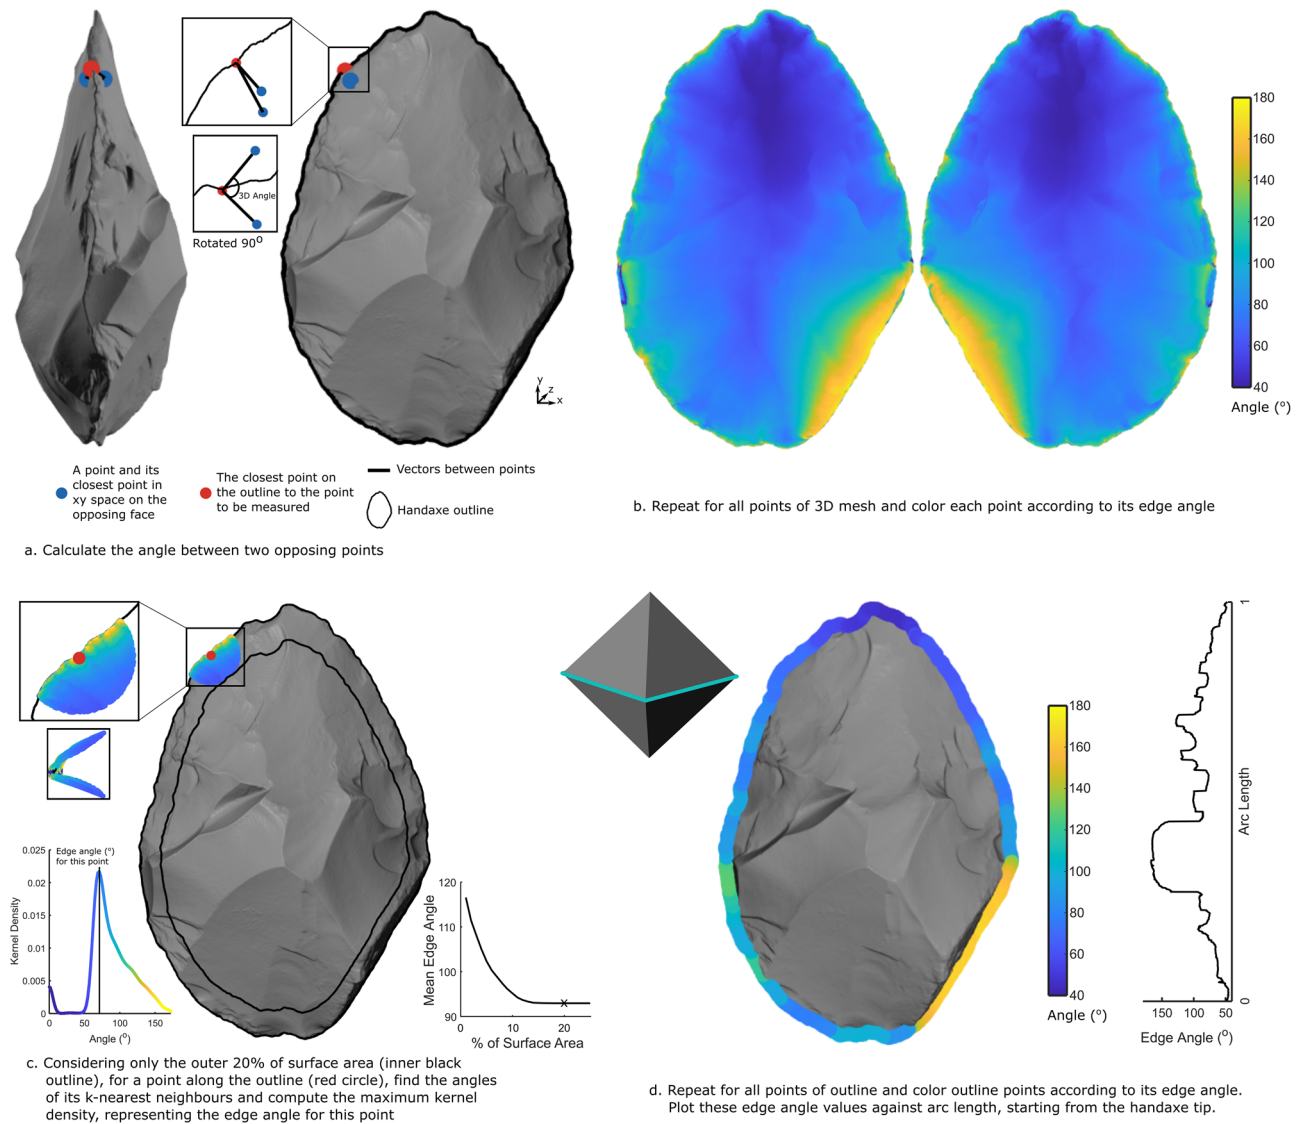 3D Angle
Rotated 90°
y
z
x
A point and its
closest point in
xy space on the
opposing face
The closest point on
the outline to the point
to be measured
Vectors between points
Handaxe outline
a. Calculate the angle between two opposing points
180
160
140
120
100
80
60
40
Angle (°)
b. Repeat for all points of 3D mesh and color each point according to its edge angle
Edge angle (°)
for this point
0.025
0.02
0.015
0.01
0.005
0
Kernel Density
0
50
100
150
Angle (°)
120
110
100
90
Mean Edge Angle
0
10
20
% of Surface Area
c. Considering only the outer 20% of surface area (inner black
outline), for a point along the outline (red circle), find the angles
of its k-nearest neighbours and compute the maximum kernel
density, representing the edge angle for this point
180
160
140
120
100
80
60
40
Angle (°)
1
Arc Length
0
150
100
50
Edge Angle (°)
d. Repeat for all points of outline and color outline points according to its edge angle.
Plot these edge angle values against arc length, starting from the handaxe tip.